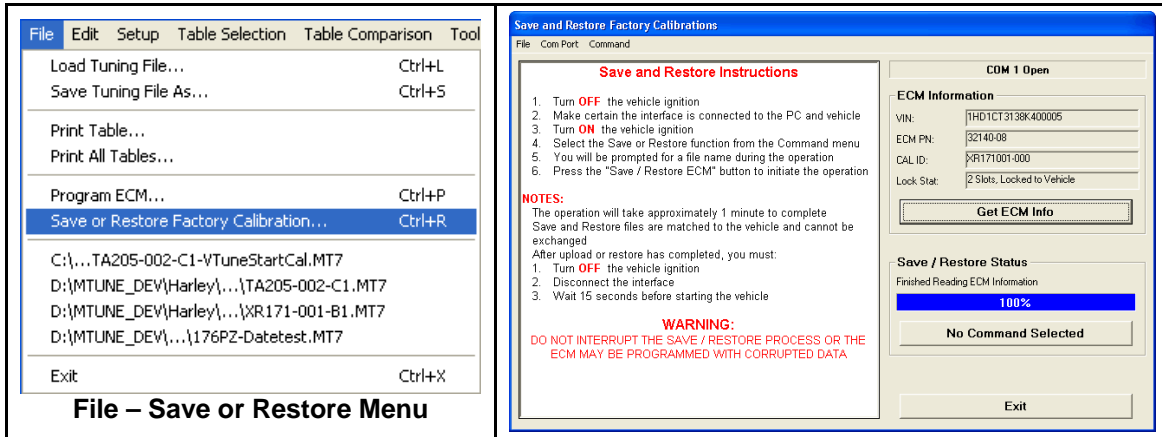 File Edit Setup Table Selection Table Comparison Tool
Load Tuning File... Ctrl+L
Save Tuning File As... Ctrl+S
Print Table...
Print All Tables...
Program ECM... Ctrl+P
Save or Restore Factory Calibration... Ctrl+R
C:\...TA205-002-C1-VTuneStartCal.MT7
D:\MTUNE_DEV\Harley\...\TA205-002-C1.MT7
D:\MTUNE_DEV\Harley\...\XR171-001-B1.MT7
D:\MTUNE_DEV\...\176PZ-Datetest.MT7
Exit Ctrl+X
File – Save or Restore Menu
Save and Restore Factory Calibrations
File Com Port Command
Save and Restore Instructions
1. Turn OFF the vehicle ignition
2. Make certain the interface is connected to the PC and vehicle
3. Turn ON the vehicle ignition
4. Select the Save or Restore function from the Command menu
5. You will be prompted for a file name during the operation
6. Press the "Save / Restore ECM" button to initiate the operation
NOTES:
The operation will take approximately 1 minute to complete
Save and Restore files are matched to the vehicle and cannot be
exchanged
After upload or restore has completed, you must:
1. Turn OFF the vehicle ignition
2. Disconnect the interface
3. Wait 15 seconds before starting the vehicle
WARNING:
DO NOT INTERRUPT THE SAVE / RESTORE PROCESS OR THE
ECM MAY BE PROGRAMMED WITH CORRUPTED DATA
COM 1 Open
ECM Information
VIN: 1HD1CT3138K400005
ECM PN: 32140-08
CAL ID: XR171001-000
Lock Stat: 2 Slots, Locked to Vehicle
Get ECM Info
Save / Restore Status
Finished Reading ECM Information
100%
No Command Selected
Exit